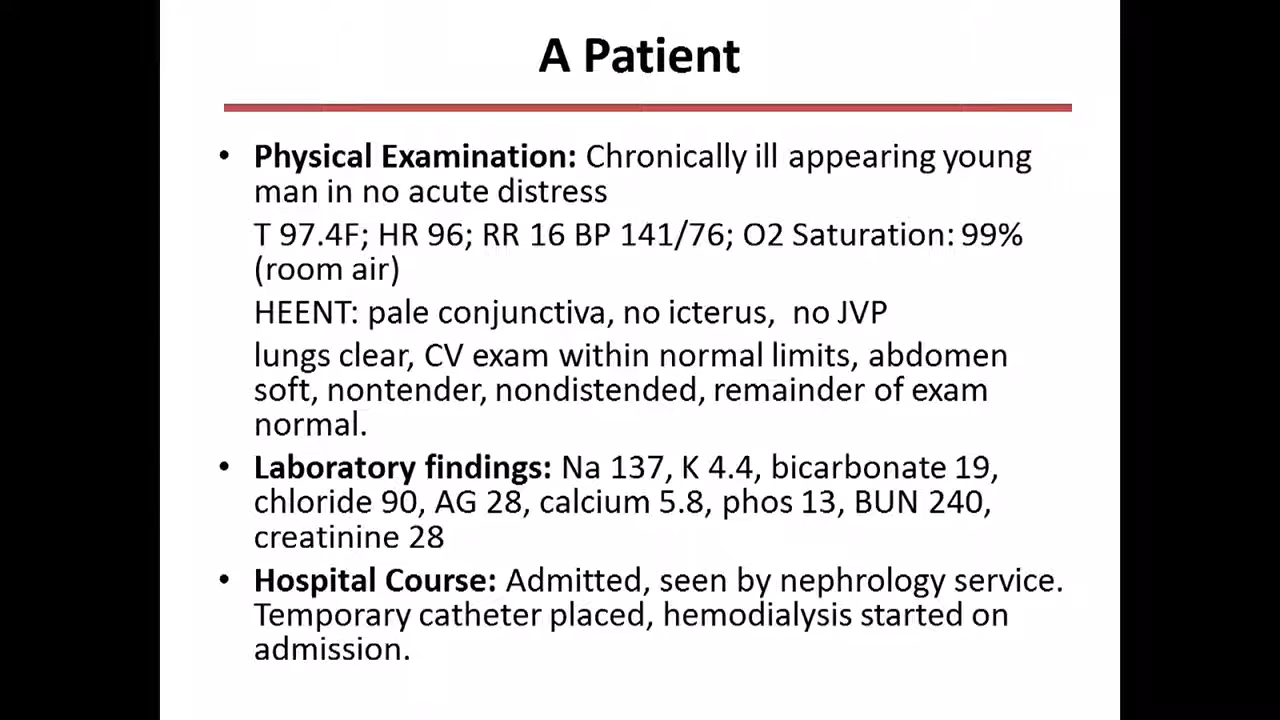 A Patient
• Physical Examination: Chronically ill appearing young
man in no acute distress
T 97.4F; HR 96; RR 16 BP 141/76; O2 Saturation: 99%
(room air)
HEENT: pale conjunctiva, no icterus,  no JVP
lungs clear, CV exam within normal limits, abdomen
soft, nontender, nondistended, remainder of exam
normal.
• Laboratory findings: Na 137, K 4.4, bicarbonate 19,
chloride 90, AG 28, calcium 5.8, phos 13, BUN 240,
creatinine 28
• Hospital Course: Admitted, seen by nephrology service.
Temporary catheter placed, hemodialysis started on
admission.